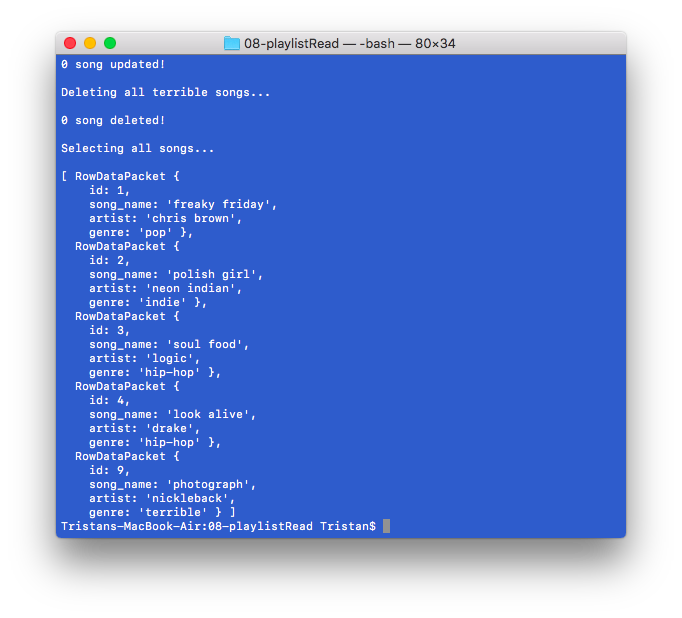 08-playlistRead — -bash — 80×34
0 song updated!
Deleting all terrible songs...
0 song deleted!
Selecting all songs...
[ RowDataPacket {
id: 1,
song_name: 'freaky friday',
artist: 'chris brown',
genre: 'pop' },
RowDataPacket {
id: 2,
song_name: 'polish girl',
artist: 'neon indian',
genre: 'indie' },
RowDataPacket {
id: 3,
song_name: 'soul food',
artist: 'logic',
genre: 'hip-hop' },
RowDataPacket {
id: 4,
song_name: 'look alive',
artist: 'drake',
genre: 'hip-hop' },
RowDataPacket {
id: 9,
song_name: 'photograph',
artist: 'nickleback',
genre: 'terrible' } ]
Tristans-MacBook-Air:08-playlistRead Tristan$